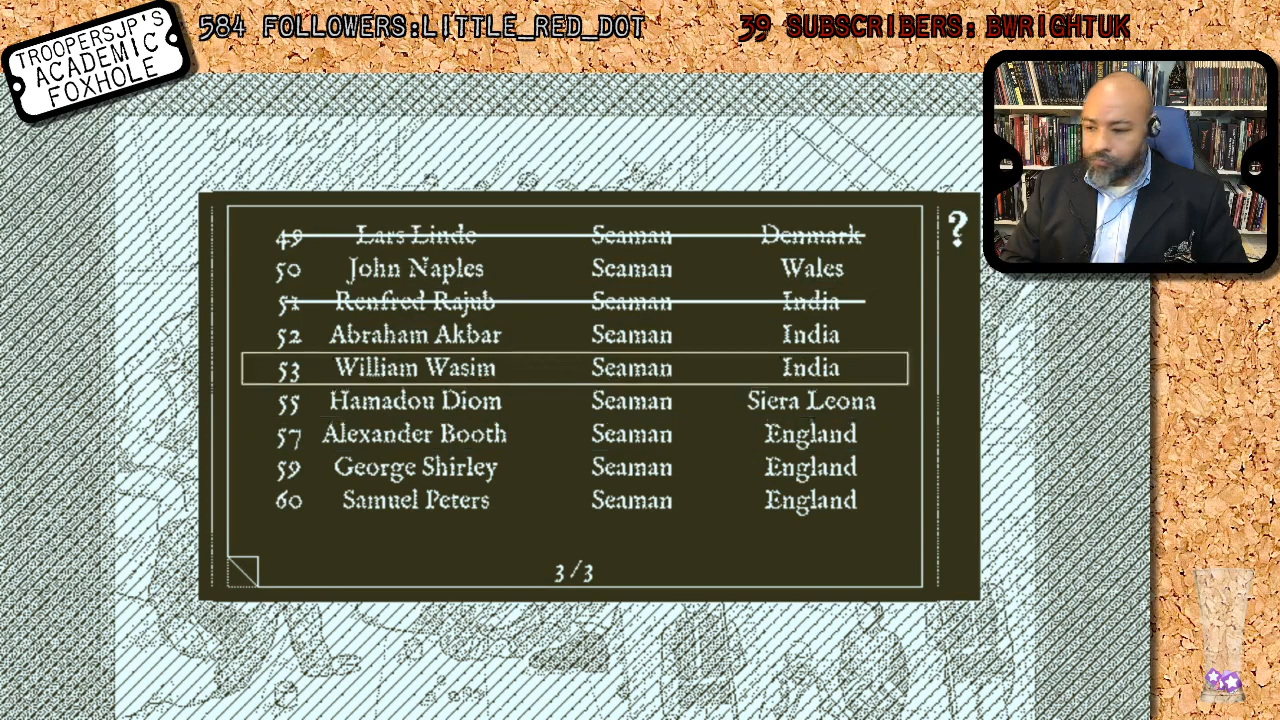 TROOPERSJP'S
ACADEMIC
FOXHOLE
584 FOLLOWERS:LITTLE_RED_DOT
39 SUBSCRIBERS: BWRIGHTUK
49 Lars Linde Seaman Denmark
50 John Naples Seaman Wales
51 Renfred Rajub Seaman India
52 Abraham Akbar Seaman India
53 William Wasim Seaman India
55 Hamadou Diom Seaman Siera Leona
57 Alexander Booth Seaman England
59 George Shirley Seaman England
60 Samuel Peters Seaman England
3/3
?